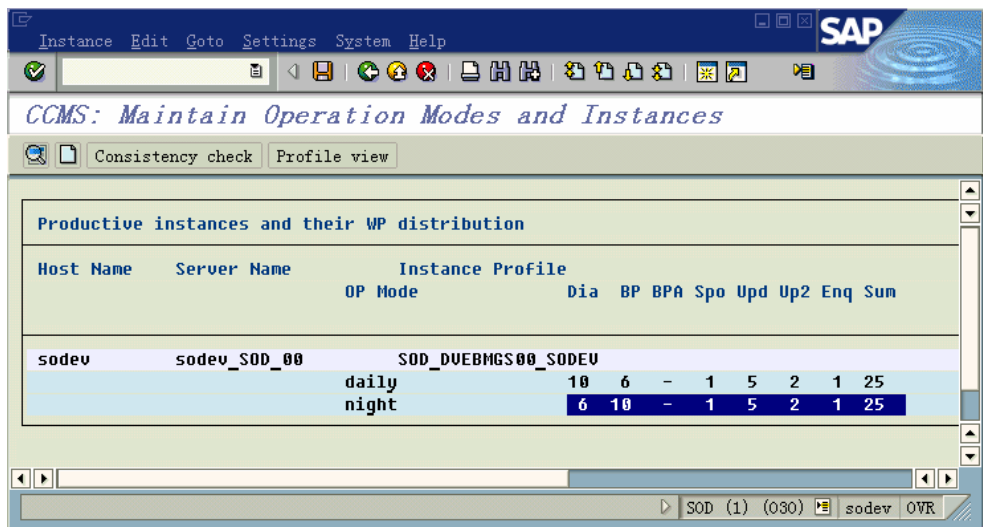 SAP
Instance Edit Goto Settings System Help
CCMS: Maintain Operation Modes and Instances
Consistency check Profile view
Productive instances and their WP distribution
Host Name Server Name Instance Profile
OP Mode Dia BP BPA Spo Upd Up2 Enq Sum
sodev sodev_SOD_00 SOD_DVEBMGS00_SODEV
daily 10 6 - 1 5 2 1 25
night 6 10 - 1 5 2 1 25
SOD (1) (030) sodev OVR